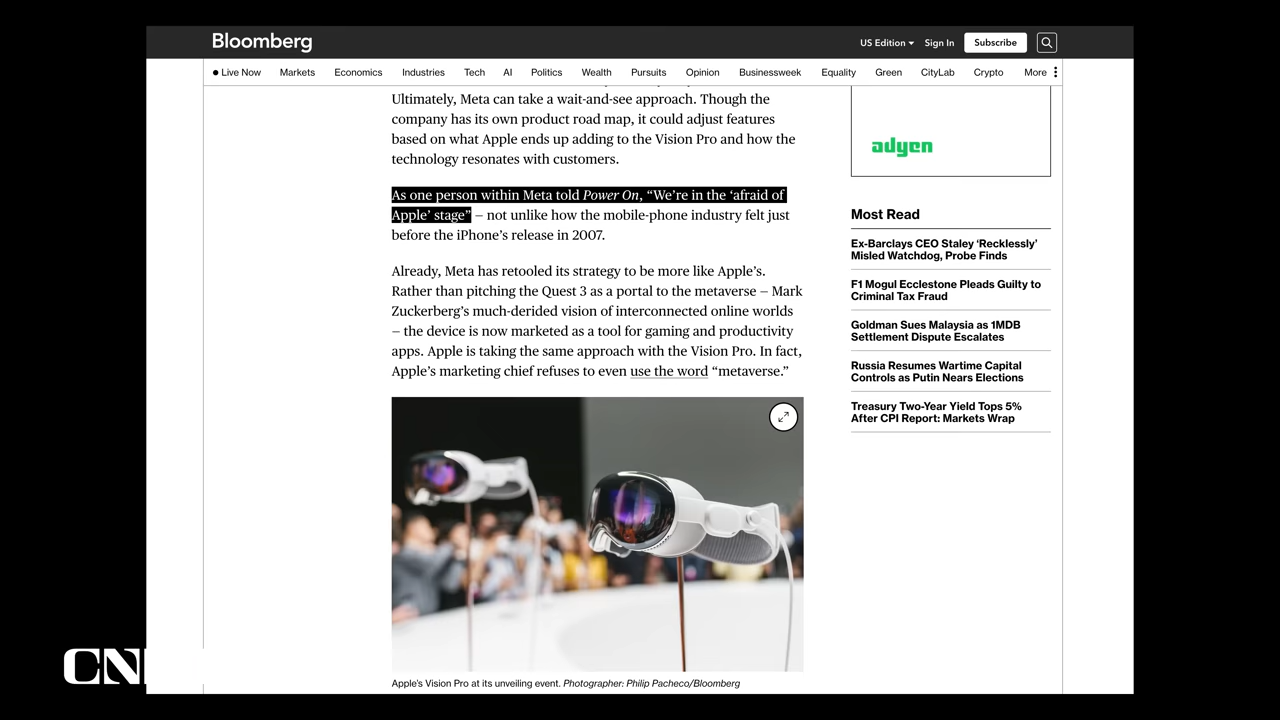 Bloomberg
US Edition
Sign In
Subscribe
Live Now
Markets
Economics
Industries
Tech
AI
Politics
Wealth
Pursuits
Opinion
Businessweek
Equality
Green
CityLab
Crypto
More
Ultimately, Meta can take a wait-and-see approach. Though the
company has its own product road map, it could adjust features
based on what Apple ends up adding to the Vision Pro and how the
technology resonates with customers.
As one person within Meta told Power On, “We’re in the ‘afraid of
Apple’ stage” — not unlike how the mobile-phone industry felt just
before the iPhone’s release in 2007.
Already, Meta has retooled its strategy to be more like Apple’s.
Rather than pitching the Quest 3 as a portal to the metaverse — Mark
Zuckerberg’s much-derided vision of interconnected online worlds
— the device is now marketed as a tool for gaming and productivity
apps. Apple is taking the same approach with the Vision Pro. In fact,
Apple’s marketing chief refuses to even use the word “metaverse.”
Apple’s Vision Pro at its unveiling event. Photographer: Philip Pacheco/Bloomberg
adyen
Most Read
Ex-Barclays CEO Staley ‘Recklessly’
Misled Watchdog, Probe Finds
F1 Mogul Ecclestone Pleads Guilty to
Criminal Tax Fraud
Goldman Sues Malaysia as 1MDB
Settlement Dispute Escalates
Russia Resumes Wartime Capital
Controls as Putin Nears Elections
Treasury Two-Year Yield Tops 5%
After CPI Report: Markets Wrap
CN